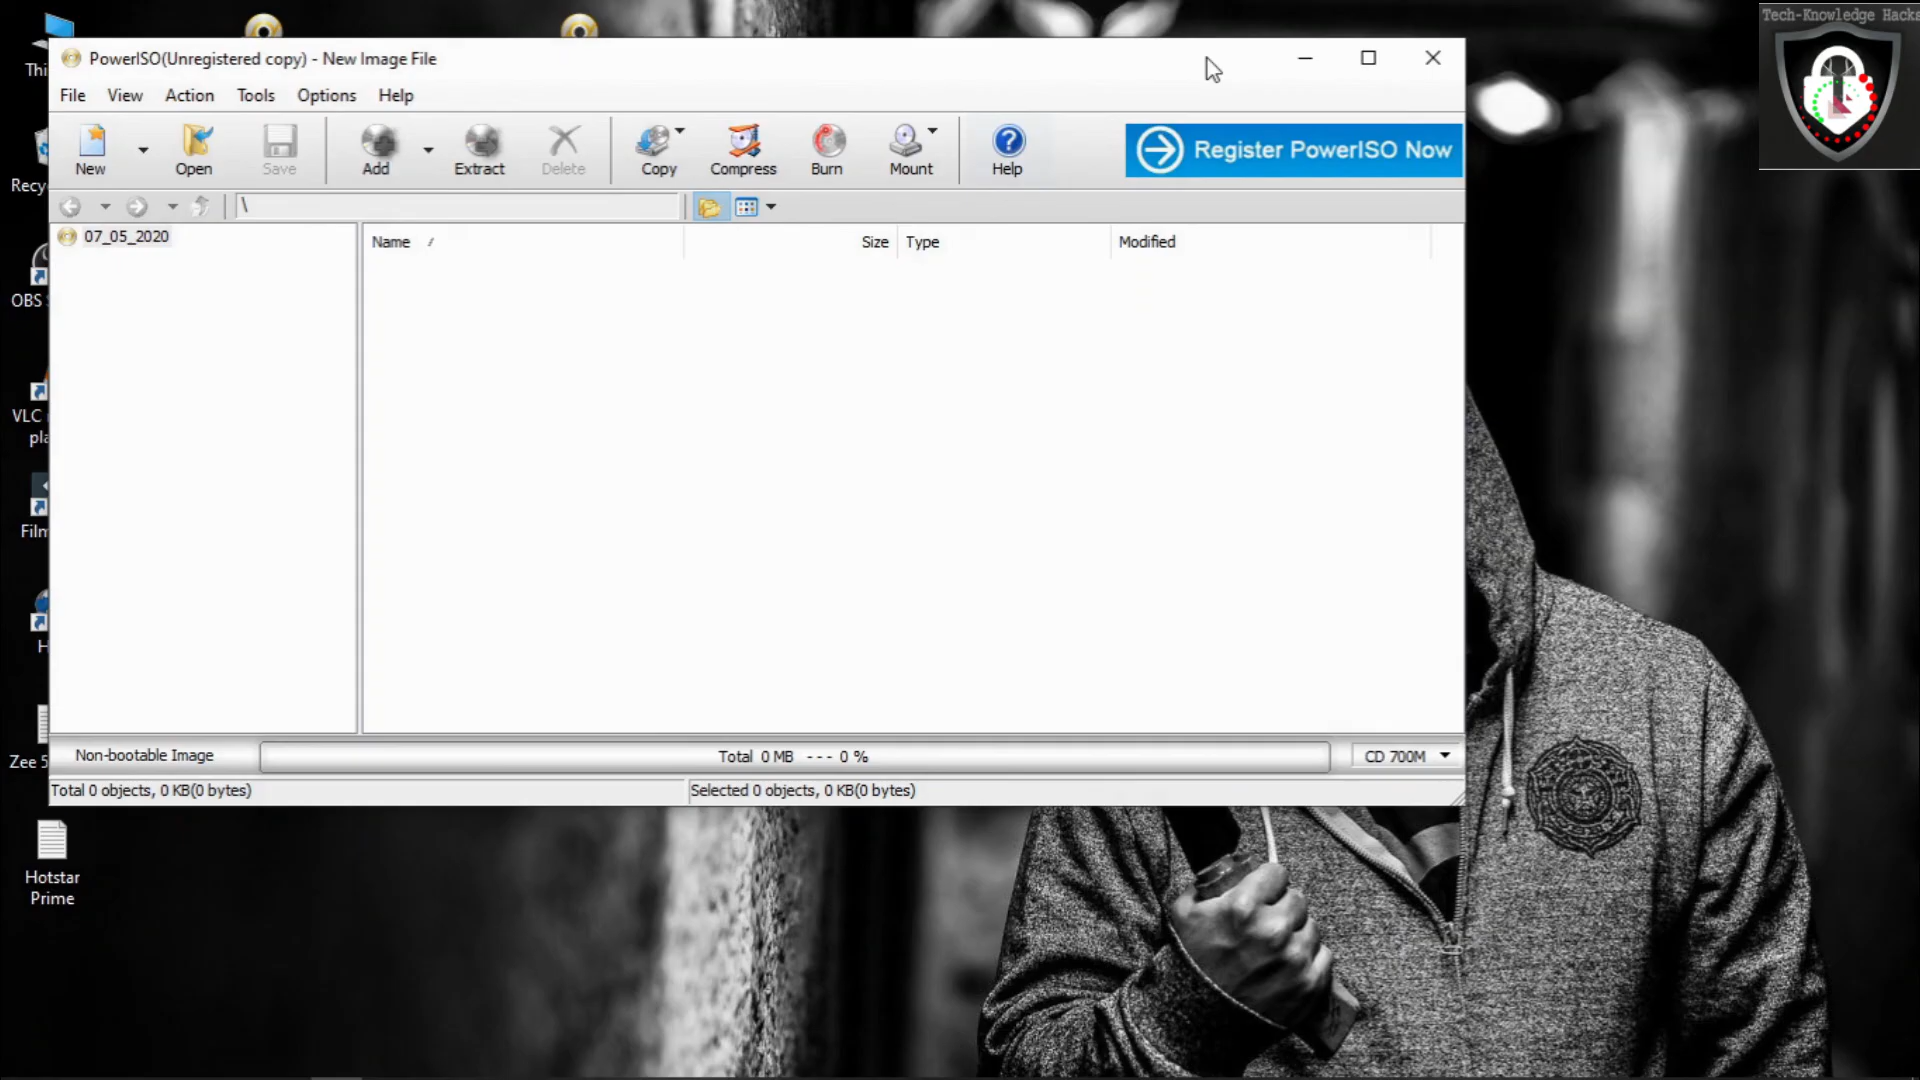 Tech-Knowledge Hacks
PowerISO(Unregistered copy) - New Image File
File View Action Tools Options Help
New Open Save Add Extract Delete Copy Compress Burn Mount Help
Register PowerISO Now
\
07_05_2020
Name / Size Type Modified
Thi
Recy
OBS
VLC
pla
Film
H
Zee 5
Non-bootable Image Total 0 MB --- 0 % CD 700M
Total 0 objects, 0 KB(0 bytes) Selected 0 objects, 0 KB(0 bytes)
Hotstar
Prime